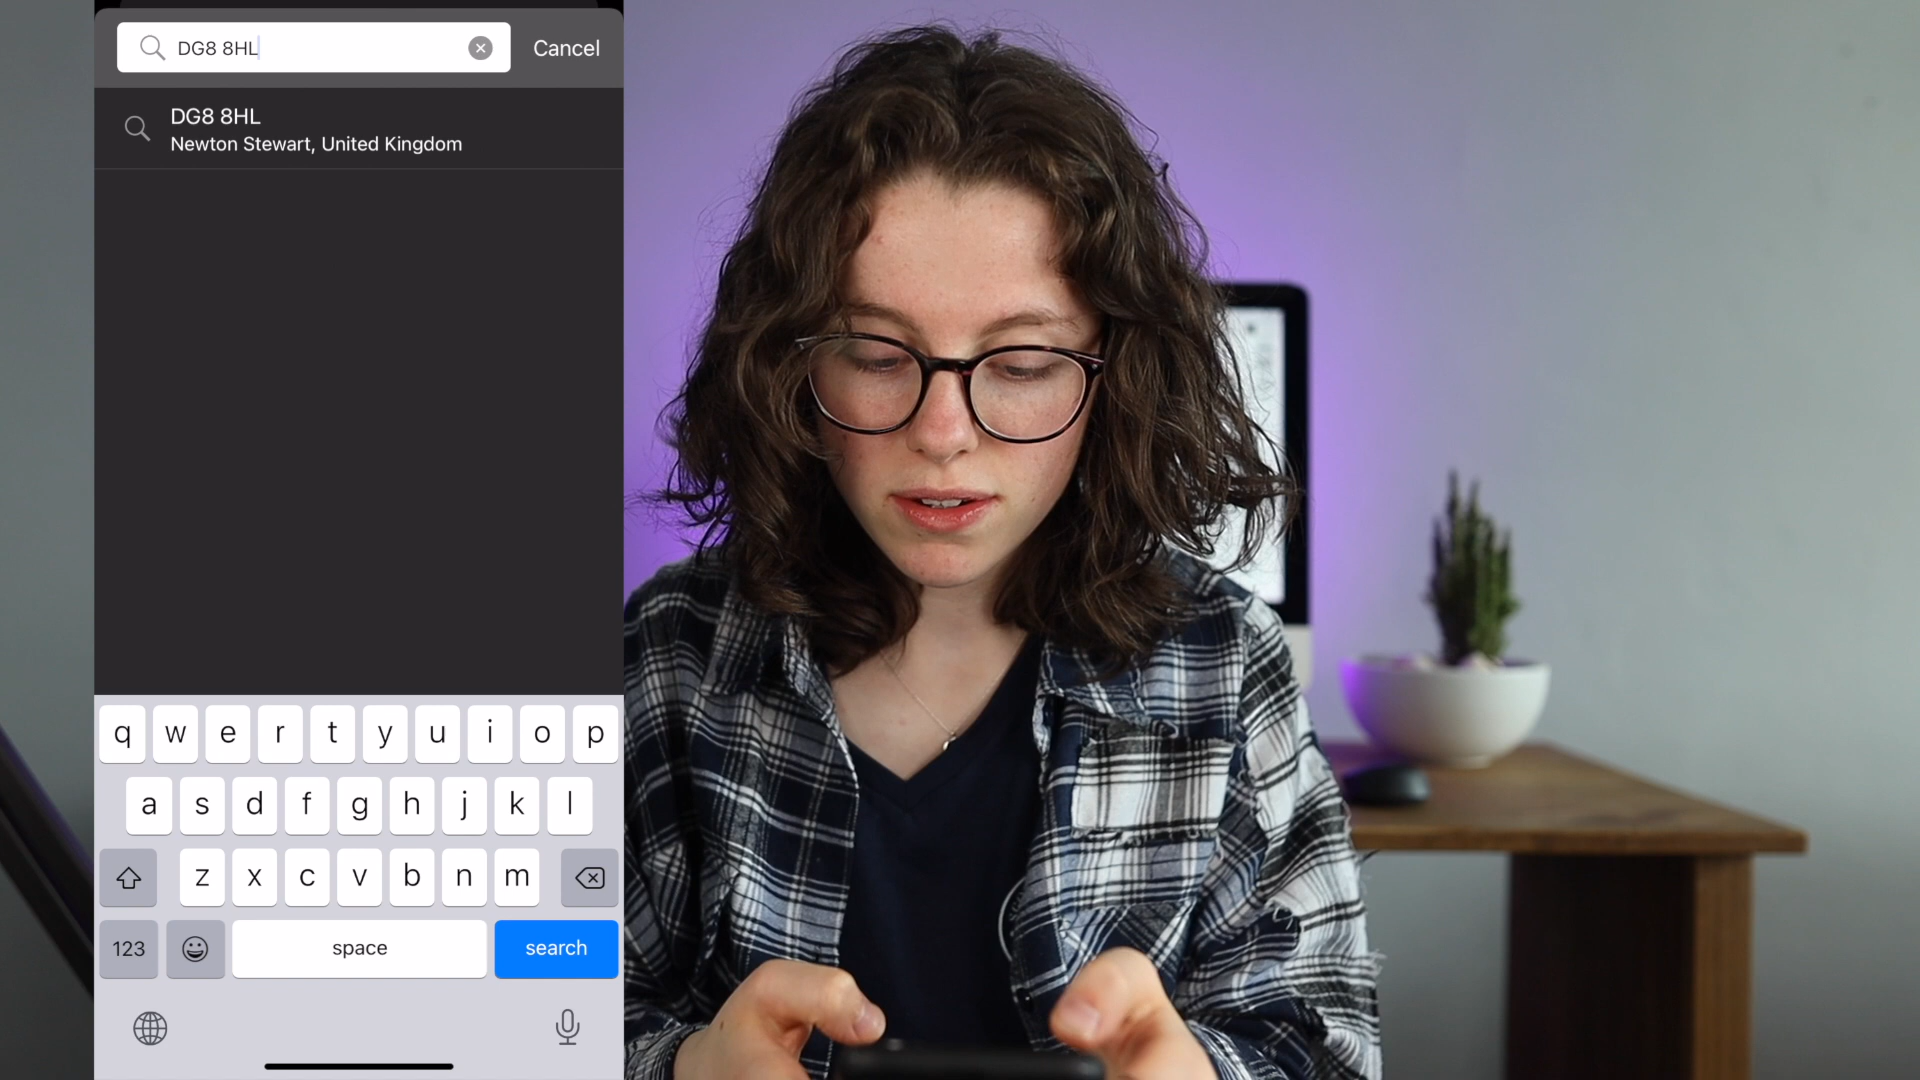 DG8 8HL
Cancel
DG8 8HL
Newton Stewart, United Kingdom
q w e r t y u i o p
a s d f g h j k l
z x c v b n m
123
space
search